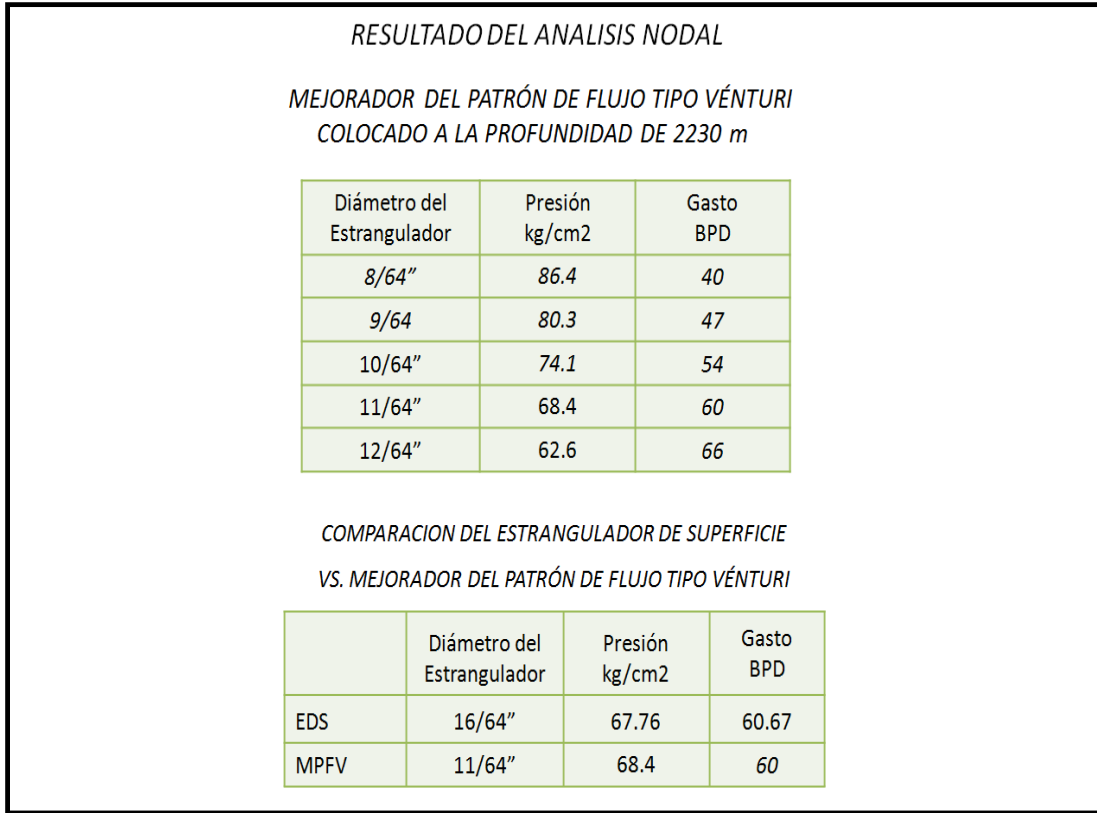 RESULTADO DEL ANALISIS NODAL
MEJORADOR DEL PATRÓN DE FLUJO TIPO VÉNTURI
COLOCADO A LA PROFUNDIDAD DE 2230 m
Diámetro del Estrangulador Presión kg/cm2 Gasto BPD
8/64” 86.4 40
9/64 80.3 47
10/64” 74.1 54
11/64” 68.4 60
12/64” 62.6 66
COMPARACION DEL ESTRANGULADOR DE SUPERFICIE
VS. MEJORADOR DEL PATRÓN DE FLUJO TIPO VÉNTURI
Diámetro del Estrangulador Presión kg/cm2 Gasto BPD
EDS 16/64” 67.76 60.67
MPFV 11/64” 68.4 60